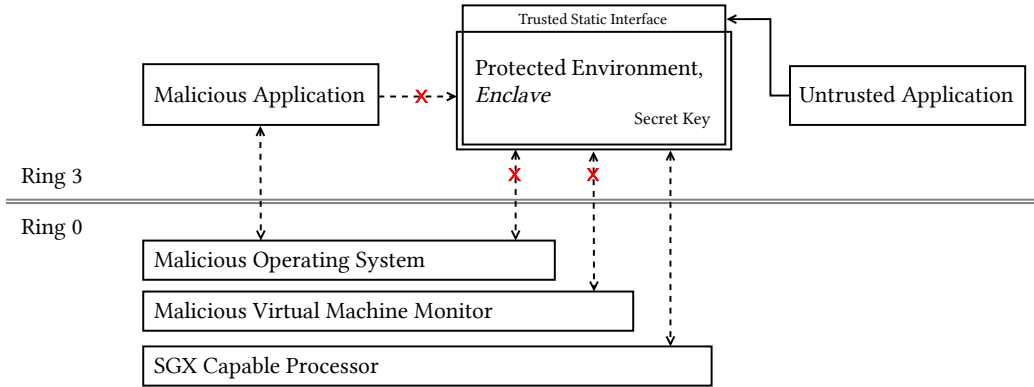 Trusted Static Interface
Protected Environment,
Enclave
Secret Key
Malicious Application
Untrusted Application
Ring 3
Ring 0
Malicious Operating System
Malicious Virtual Machine Monitor
SGX Capable Processor